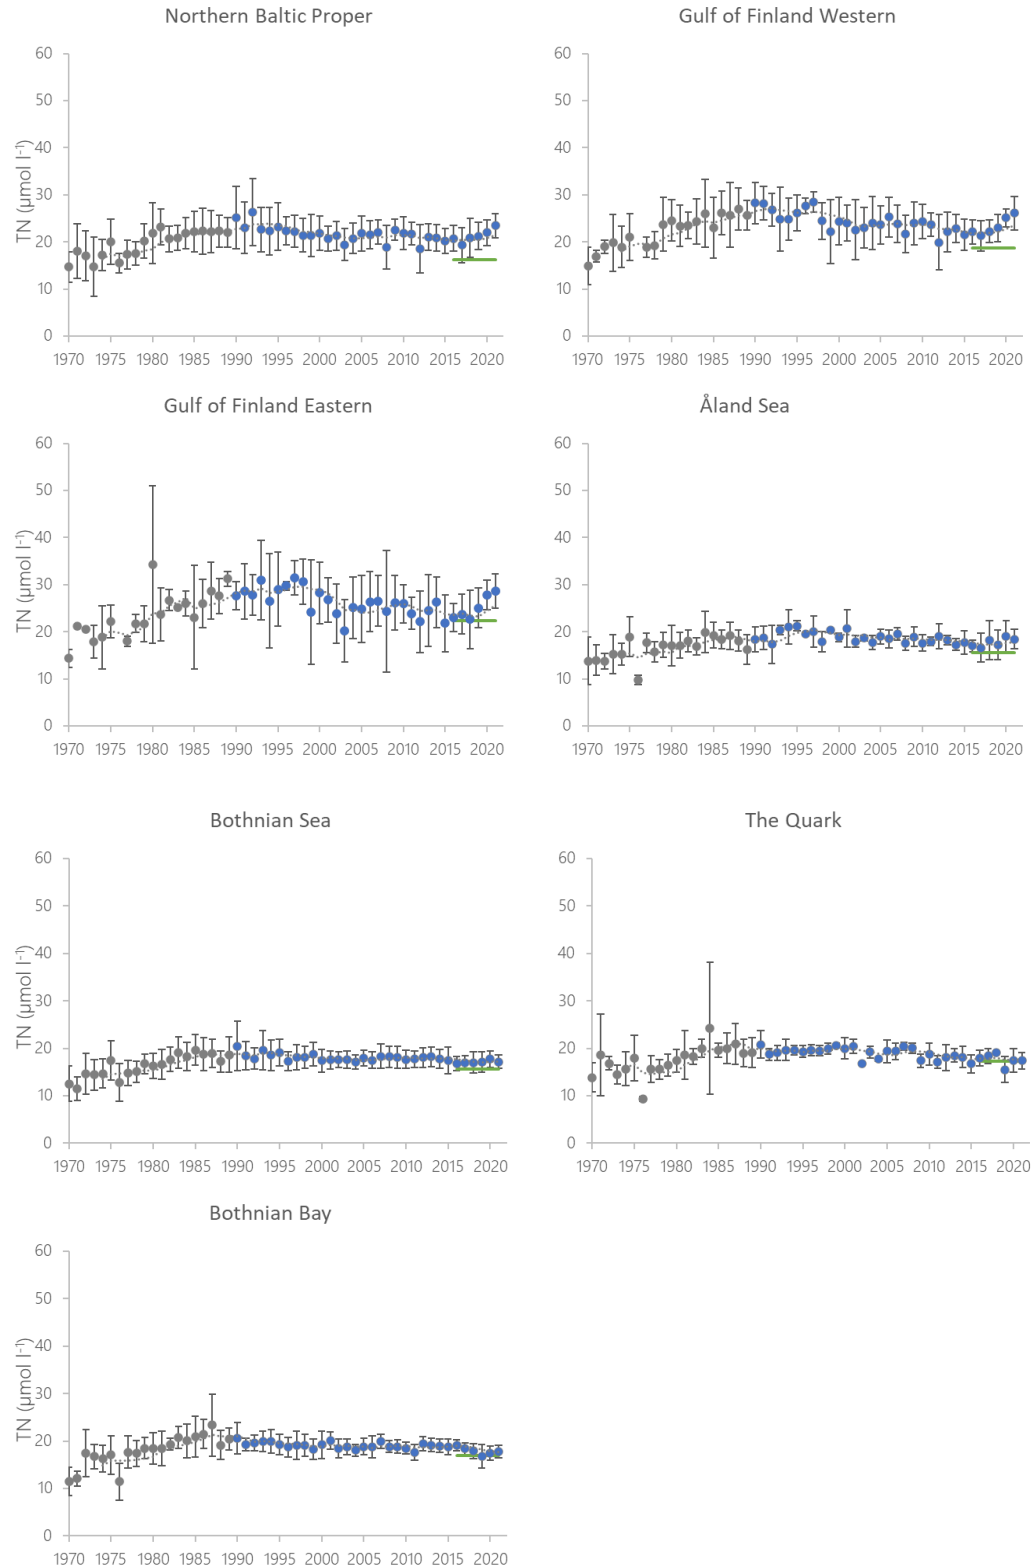 Northern Baltic Proper
TN (µmol l-1)
60
50
40
30
20
10
0
1970 1975 1980 1985 1990 1995 2000 2005 2010 2015 2020
Gulf of Finland Western
60
50
40
30
20
10
0
1970 1975 1980 1985 1990 1995 2000 2005 2010 2015 2020
Gulf of Finland Eastern
TN (µmol l-1)
60
50
40
30
20
10
0
1970 1975 1980 1985 1990 1995 2000 2005 2010 2015 2020
Åland Sea
60
50
40
30
20
10
0
1970 1975 1980 1985 1990 1995 2000 2005 2010 2015 2020
Bothnian Sea
TN (µmol l-1)
60
50
40
30
20
10
0
1970 1975 1980 1985 1990 1995 2000 2005 2010 2015 2020
The Quark
60
50
40
30
20
10
0
1970 1975 1980 1985 1990 1995 2000 2005 2010 2015 2020
Bothnian Bay
TN (µmol l-1)
60
50
40
30
20
10
0
1970 1975 1980 1985 1990 1995 2000 2005 2010 2015 2020